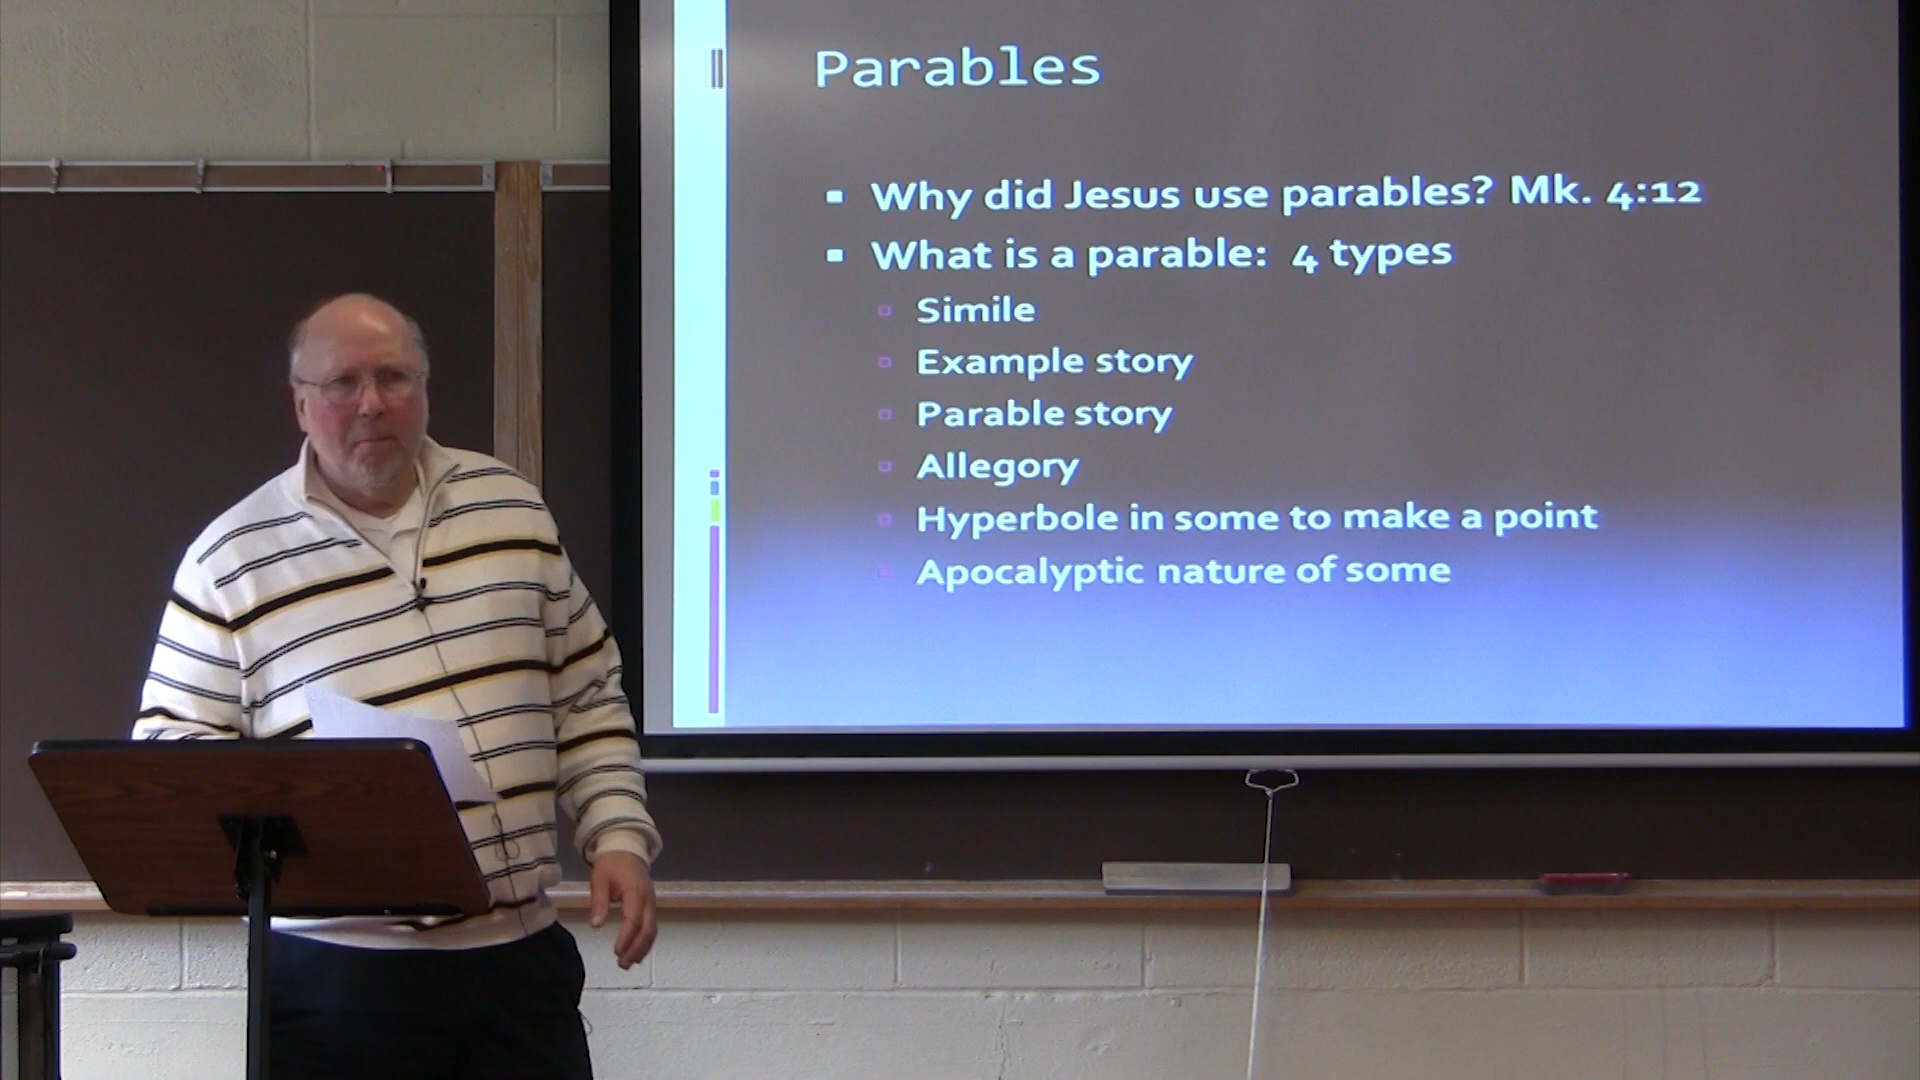 Parables
Why did Jesus use parables? Mk. 4:12
What is a parable: 4 types
Simile
Example story
Parable story
Allegory
Hyperbole in some to make a point
Apocalyptic nature of some